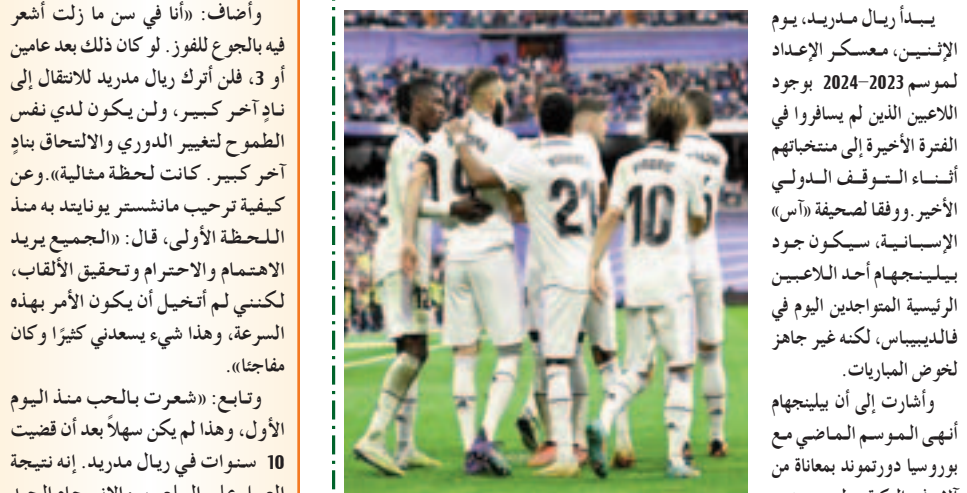 يبدأ ريال مدريد، يوم
الإثنين، معسكر الإعداد
لموسم 2023-2024 بوجود
اللاعبين الذين لم يسافروا في
الفترة الأخيرة إلى منتخباتهم
أثناء التوقف الدولي
الأخير.ووفقا لصحيفة «آس»
الإسبانية، سيكون جود
بيلينجهام أحد اللاعبين
الرئيسية المتواجدين اليوم في
فالديبيباس، لكنه غير جاهز
لخوض المباريات.
وأشارت إلى أن بيلينجهام
أنهى الموسم الماضي مع
بوروسيا دورتموند بمعاناة من
21
10
وأضاف: «أنا في سن ما زلت أشعر
فيه بالجوع للفوز. لو كان ذلك بعد عامين
أو 3، فلن أترك ريال مدريد للانتقال إلى
نادٍ آخر كبير، ولن يكون لدي نفس
الطموح لتغيير الدوري والالتحاق بنادٍ
آخر كبير. كانت لحظة مثالية».وعن
كيفية ترحيب مانشستر يونايتد به منذ
اللحظة الأولى، قال: «الجميع يريد
الاهتمام والاحترام وتحقيق الألقاب،
لكنني لم أتخيل أن يكون الأمر بهذه
السرعة، وهذا شيء يسعدني كثيرًا وكان
مفاجئا».
وتابع: «شعرت بالحب منذ اليوم
الأول، وهذا لم يكن سهلاً بعد أن قضيت
10 سنوات في ريال مدريد. إنه نتيجة